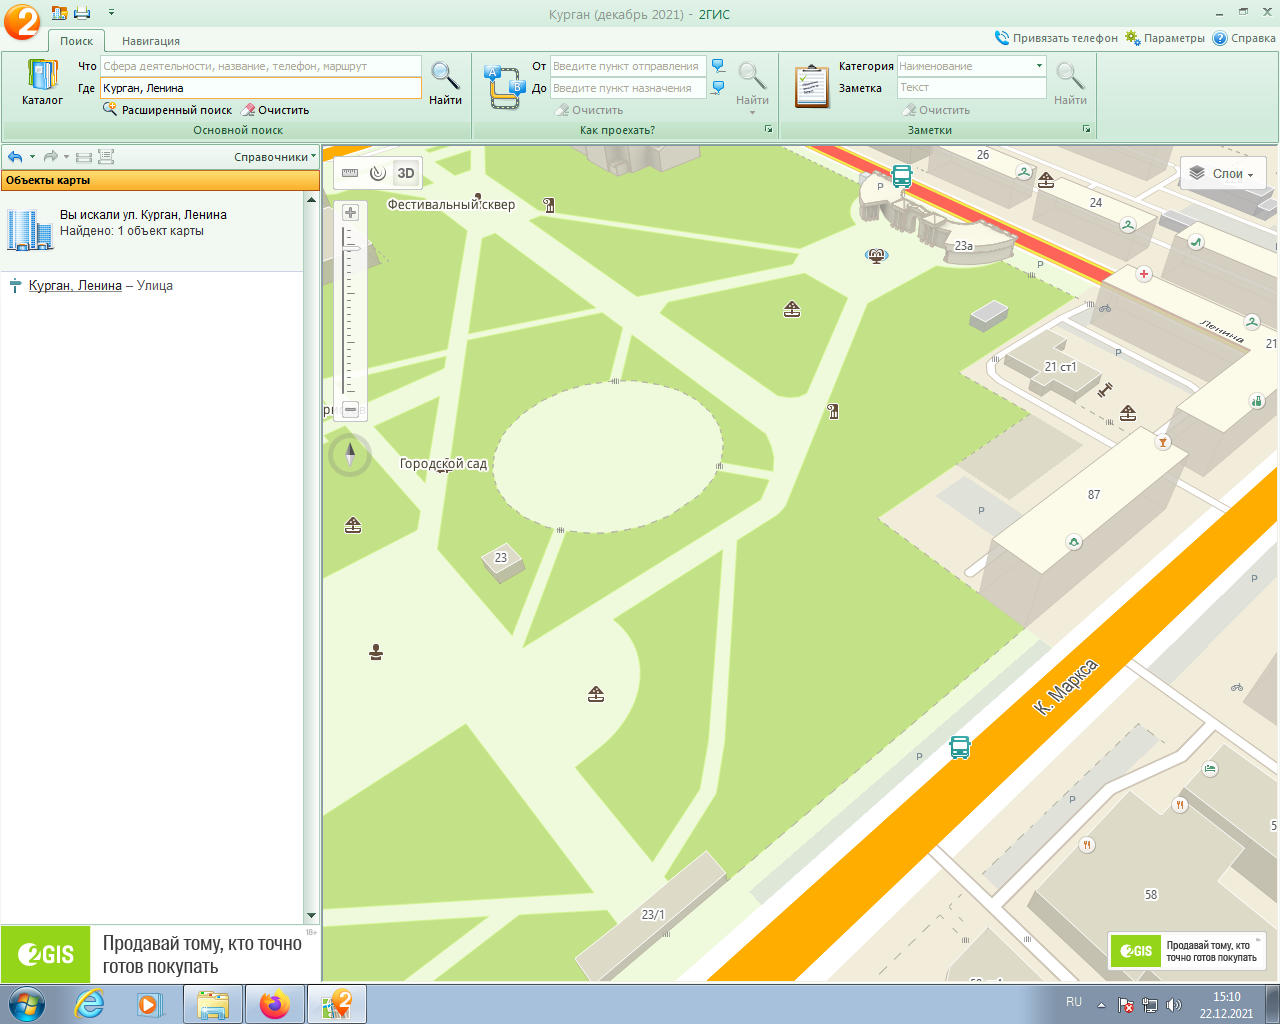 Курган (декабрь 2021) - 2ГИС
Поиск
Навигация
Привязать телефон
Параметры
Справка
Каталог
Что
Сфера деятельности, название, телефон, маршрут
Где
Курган, Ленина
Расширенный поиск
Очистить
Найти
Основной поиск
От
Введите пункт отправления
До
Введите пункт назначения
Очистить
Найти
Как проехать?
Категория
Наименование
Заметка
Текст
Очистить
Найти
Заметки
Справочники
Объекты карты
Вы искали ул. Курган, Ленина
Найдено: 1 объект карты
Курган, Ленина – Улица
3D
Слои
Фестивальный сквер
Городской сад
26
24
23а
P
P
Ленина
21
21 ст1
P
87
P
23
P
К. Маркса
P
P
58
23/1
2GIS
Продавай тому, кто точно
готов покупать
18+
2GIS
Продавай тому, кто
точно готов покупать
RU
15:10
22.12.2021